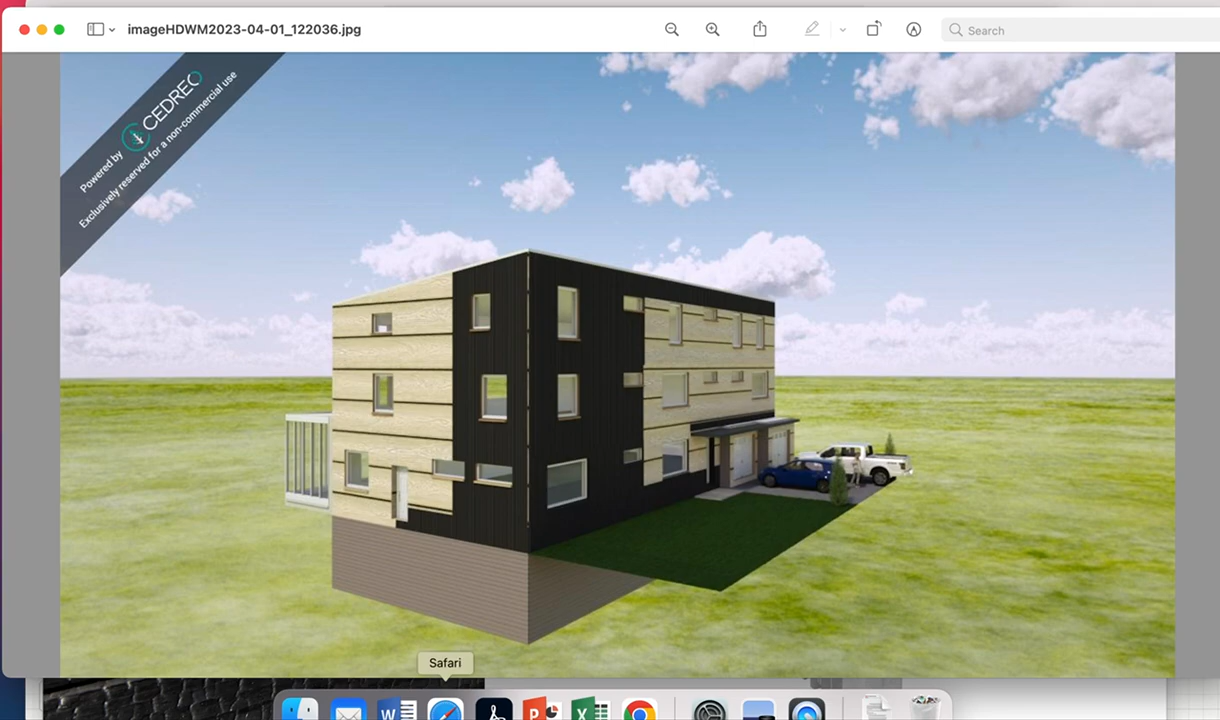 imageHDWM2023-04-01_122036.jpg
Search
Powered by CEDREO
Exclusively reserved for a non-commercial use
Safari
W
P
X